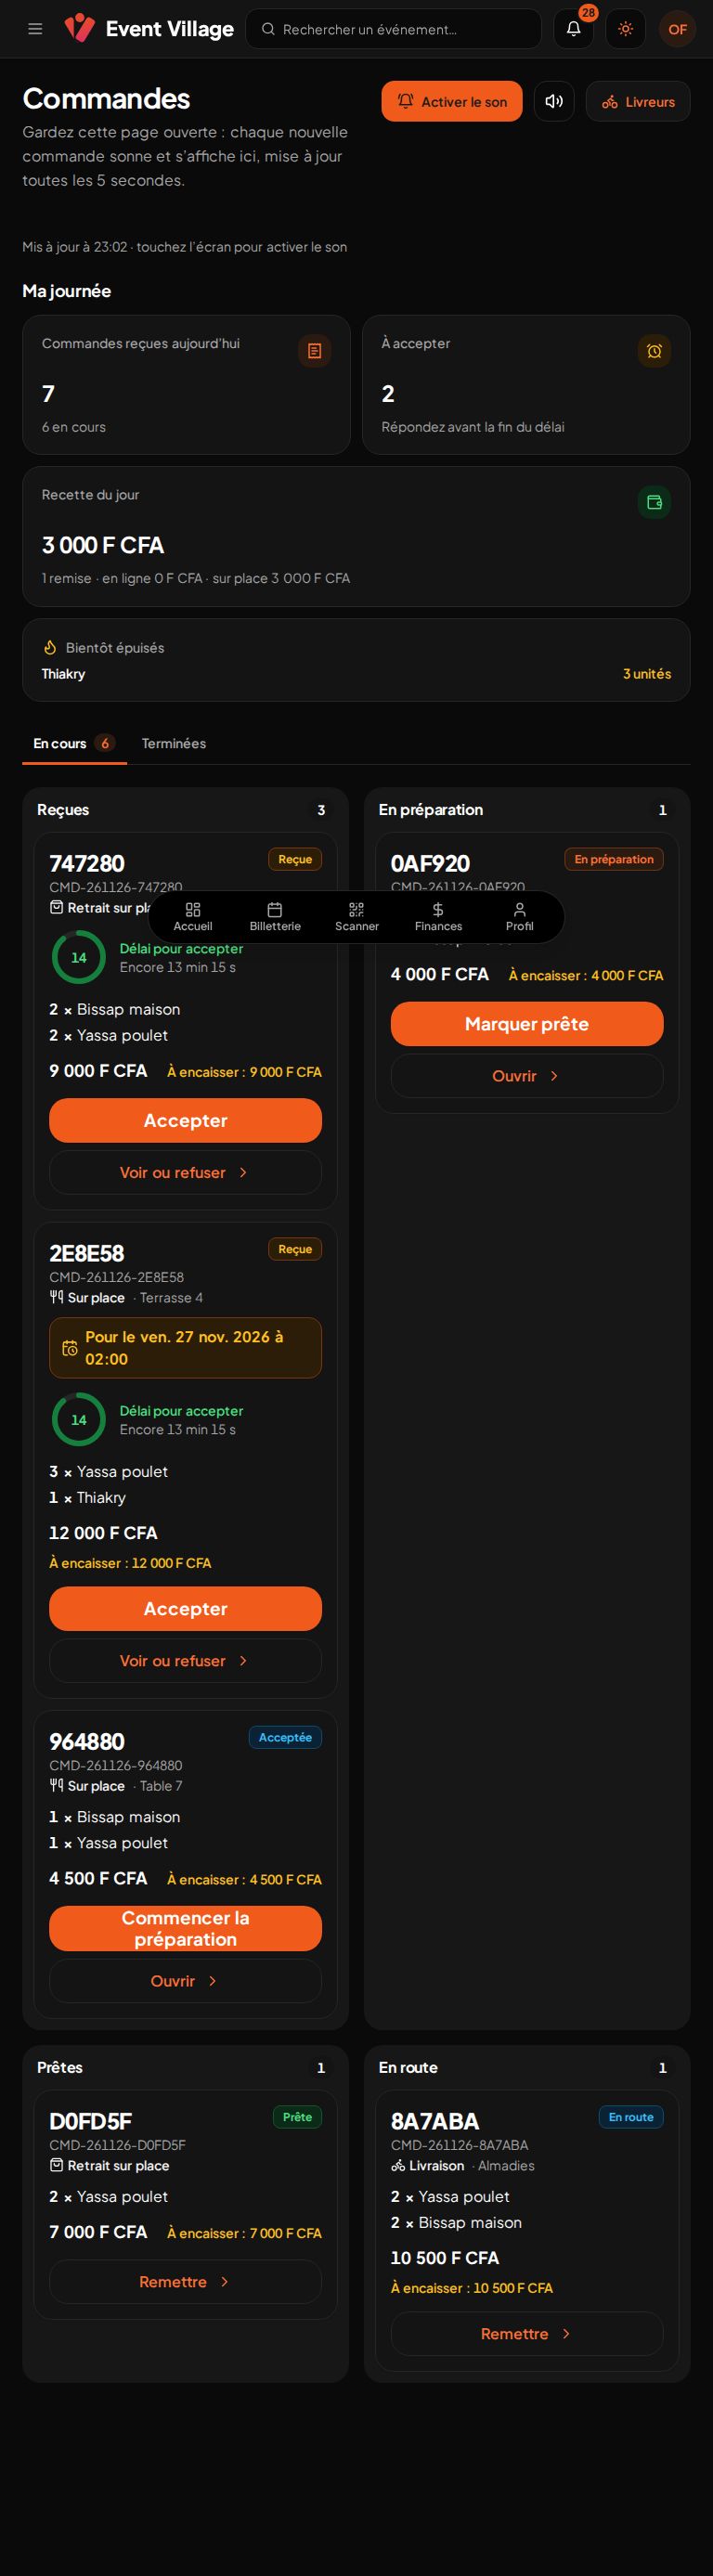 Event Village
Rechercher un événement...
28
OF
Commandes
Activer le son
Livreurs
Gardez cette page ouverte : chaque nouvelle
commande sonne et s’affiche ici, mise à jour
toutes les 5 secondes.
Mis à jour à 23:02 · touchez l’écran pour activer le son
Ma journée
Commandes reçues aujourd'hui
7
6 en cours
À accepter
2
Répondez avant la fin du délai
Recette du jour
3 000 F CFA
1 remise · en ligne 0 F CFA · sur place 3 000 F CFA
Bientôt épuisés
Thiakry
3 unités
En cours 6
Terminées
Reçues
3
747280
Reçue
CMD-261126-747280
Retrait sur
14
Délai pour accepter
Encore 13 min 15 s
2 × Bissap maison
2 × Yassa poulet
9 000 F CFA
À encaisser : 9 000 F CFA
Accepter
Voir ou refuser
2E8E58
Reçue
CMD-261126-2E8E58
Sur place · Terrasse 4
Pour le ven. 27 nov. 2026 à
02:00
14
Délai pour accepter
Encore 13 min 15 s
3 × Yassa poulet
1 × Thiakry
12 000 F CFA
À encaisser : 12 000 F CFA
Accepter
Voir ou refuser
964880
Acceptée
CMD-261126-964880
Sur place · Table 7
1 × Bissap maison
1 × Yassa poulet
4 500 F CFA
À encaisser : 4 500 F CFA
Commencer la
préparation
Ouvrir
En préparation
1
0AF920
En préparation
CMD-261126-0AF920
4 000 F CFA
À encaisser : 4 000 F CFA
Marquer prête
Ouvrir
Accueil
Billetterie
Scanner
Finances
Profil
Prêtes
1
D0FD5F
Prête
CMD-261126-D0FD5F
Retrait sur place
2 × Yassa poulet
7 000 F CFA
À encaisser : 7 000 F CFA
Remettre
En route
1
8A7ABA
En route
CMD-261126-8A7ABA
Livraison · Almadies
2 × Yassa poulet
2 × Bissap maison
10 500 F CFA
À encaisser : 10 500 F CFA
Remettre